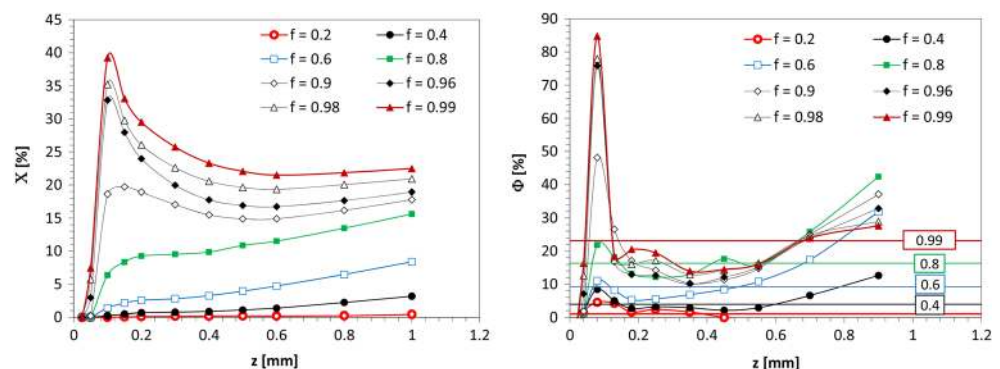 45
40
35
30
25
20
15
10
5
0
X [%]
f = 0.2
f = 0.4
f = 0.6
f = 0.8
f = 0.9
f = 0.96
f = 0.98
f = 0.99
0
0.2
0.4
0.6
0.8
1
1.2
z [mm]
90
80
70
60
50
40
30
20
10
0
Φ [%]
f = 0.2
f = 0.4
f = 0.6
f = 0.8
f = 0.9
f = 0.96
f = 0.98
f = 0.99
0.99
0.8
0.6
0.4
0
0.2
0.4
0.6
0.8
1
1.2
z [mm]